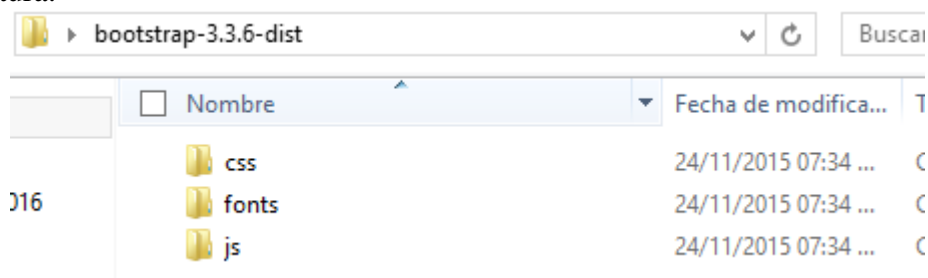 bootstrap-3.3.6-dist Buscar
Nombre Fecha de modifica...
css 24/11/2015 07:34 ...
016 fonts 24/11/2015 07:34 ...
js 24/11/2015 07:34 ...